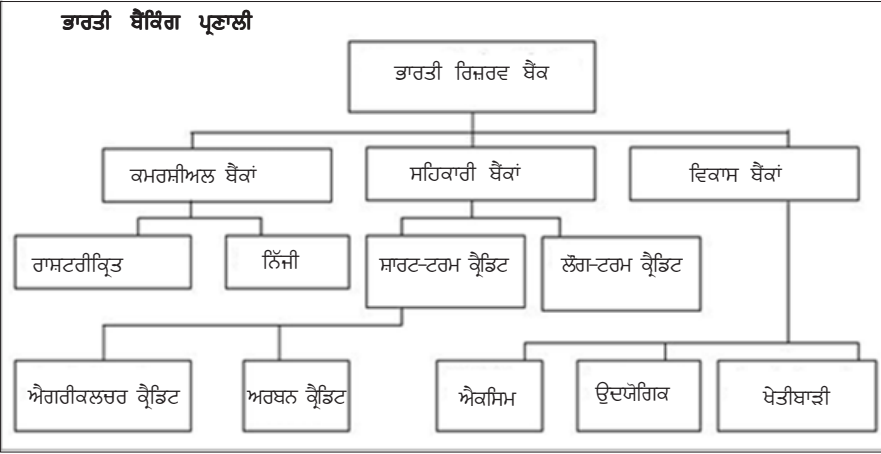 ਭਾਰਤੀ ਬੈਂਕਿੰਗ ਪ੍ਰਣਾਲੀ
ਭਾਰਤੀ ਰਿਜ਼ਰਵ ਬੈਂਕ
ਕਮਰਸ਼ੀਅਲ ਬੈਂਕਾਂ
ਸਹਿਕਾਰੀ ਬੈਂਕਾਂ
ਵਿਕਾਸ ਬੈਂਕਾਂ
ਰਾਸ਼ਟਰੀਕ੍ਰਿਤ
ਨਿੱਜੀ
ਸ਼ਾਰਟ-ਟਰਮ ਕ੍ਰੈਡਿਟ
ਲੌਂਗ-ਟਰਮ ਕ੍ਰੈਡਿਟ
ਐਗਰੀਕਲਚਰ ਕ੍ਰੈਡਿਟ
ਅਰਬਨ ਕ੍ਰੈਡਿਟ
ਐਕਸਿਮ
ਉਦਯੋਗਿਕ
ਖੇਤੀਬਾੜੀ